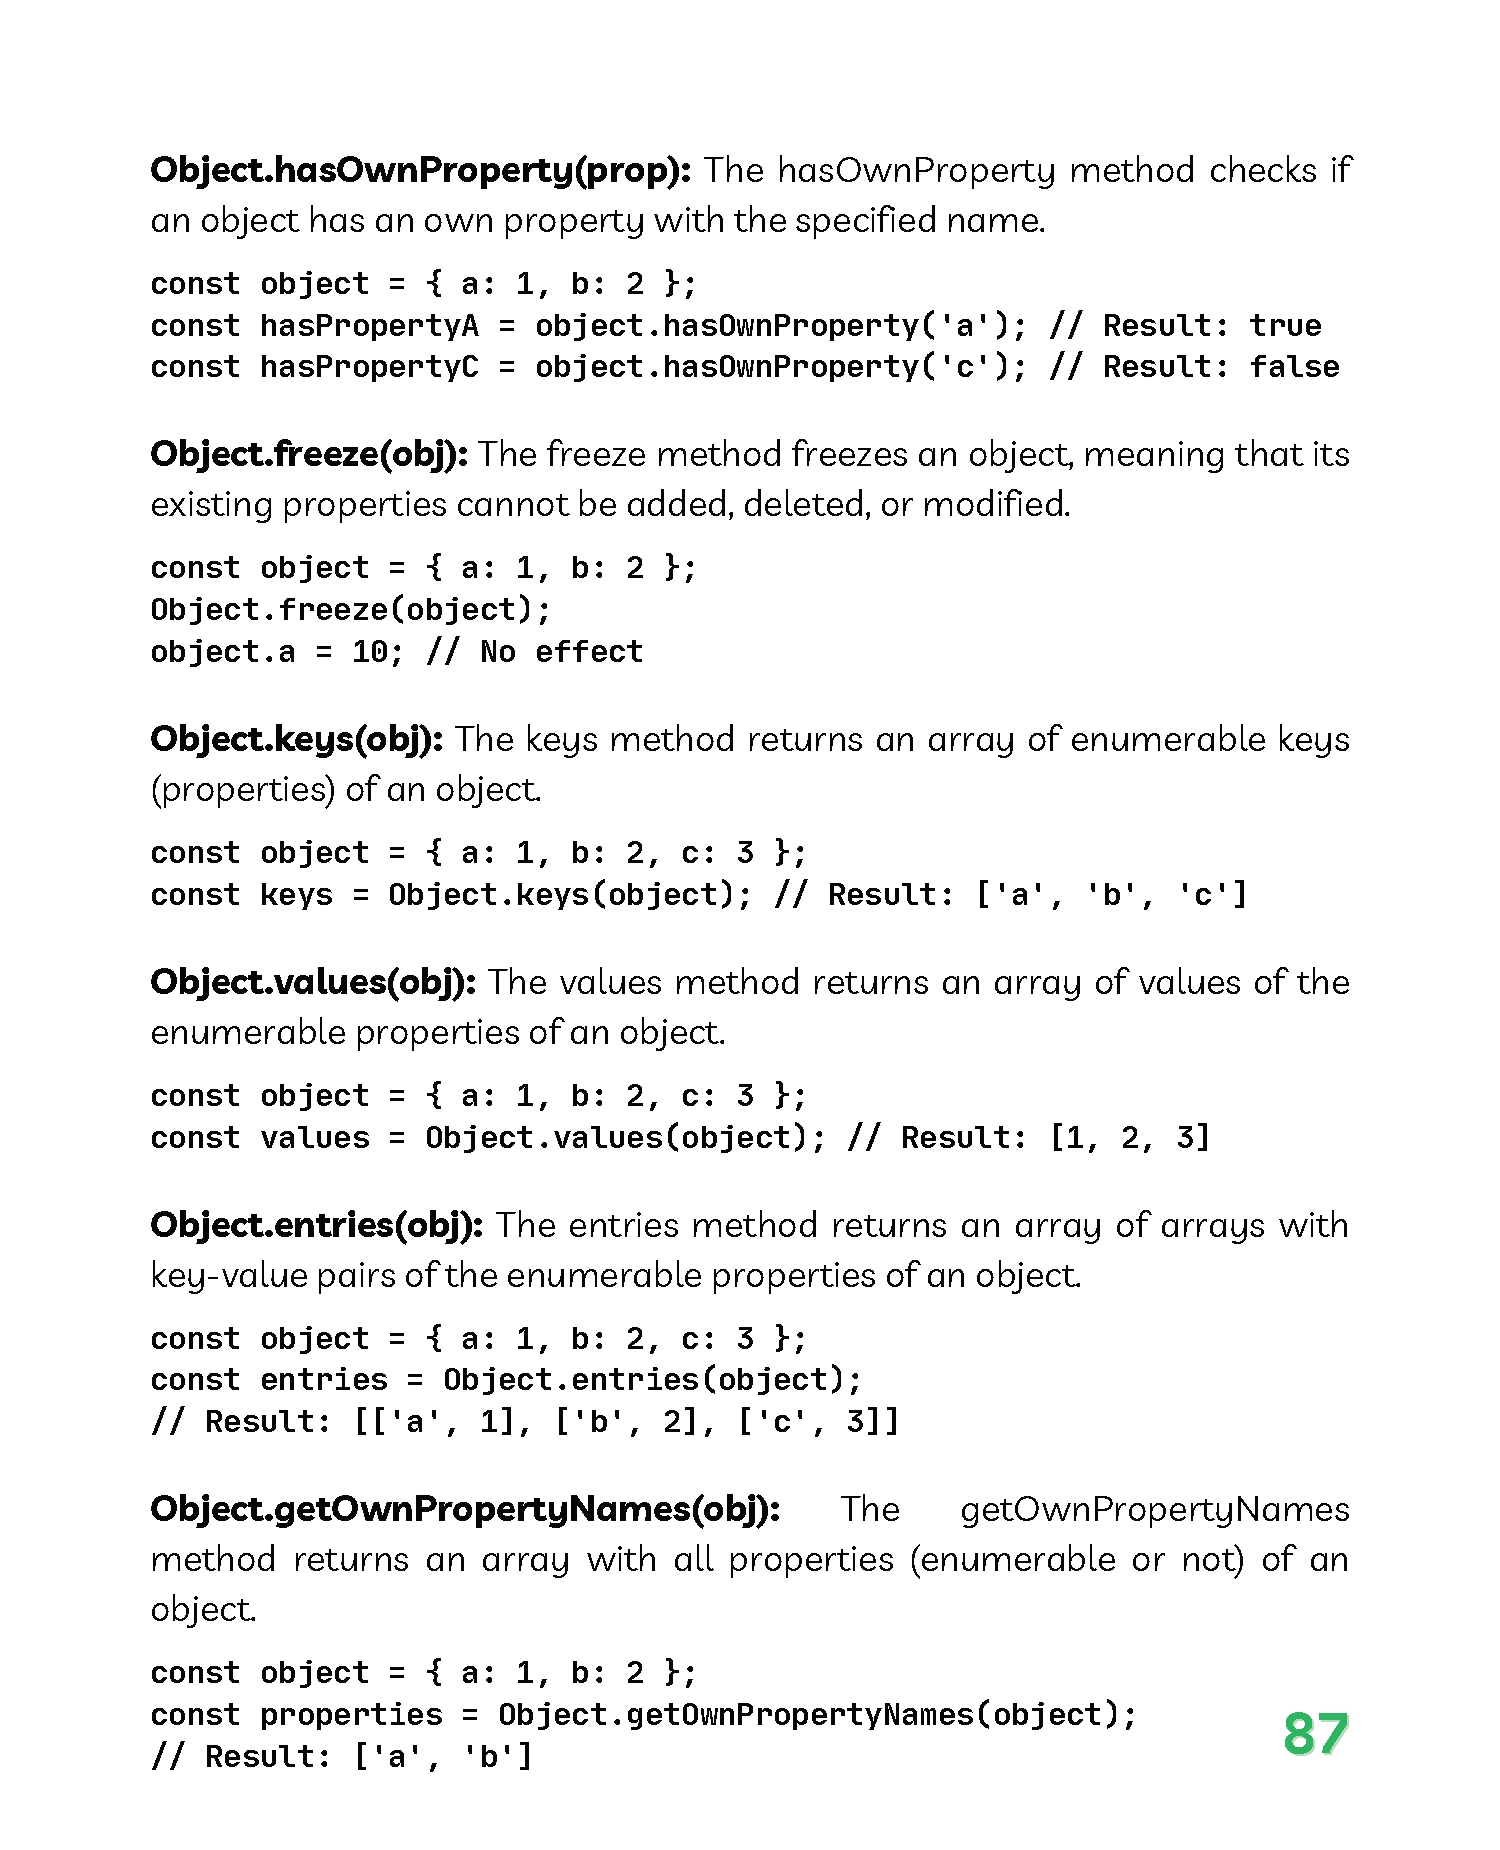 Object.hasOwnProperty(prop): The hasOwnProperty method checks if
an object has an own property with the specified name.
const object = { a: 1, b: 2 };
const hasPropertyA = object.hasOwnProperty('a'); // Result: true
const hasPropertyC = object.hasOwnProperty('c'); // Result: false
Object.freeze(obj): The freeze method freezes an object, meaning that its
existing properties cannot be added, deleted, or modified.
const object = { a: 1, b: 2 };
Object.freeze(object);
object.a = 10; // No effect
Object.keys(obj): The keys method returns an array of enumerable keys
(properties) of an object.
const object = { a: 1, b: 2, c: 3 };
const keys = Object.keys(object); // Result: ['a', 'b', 'c']
Object.values(obj): The values method returns an array of values of the
enumerable properties of an object.
const object = { a: 1, b: 2, c: 3 };
const values = Object.values(object); // Result: [1, 2, 3]
Object.entries(obj): The entries method returns an array of arrays with
key-value pairs of the enumerable properties of an object.
const object = { a: 1, b: 2, c: 3 };
const entries = Object.entries(object);
// Result: [['a', 1], ['b', 2], ['c', 3]]
Object.getOwnPropertyNames(obj): The getOwnPropertyNames
method returns an array with all properties (enumerable or not) of an
object.
const object = { a: 1, b: 2 };
const properties = Object.getOwnPropertyNames(object);
// Result: ['a', 'b']
87